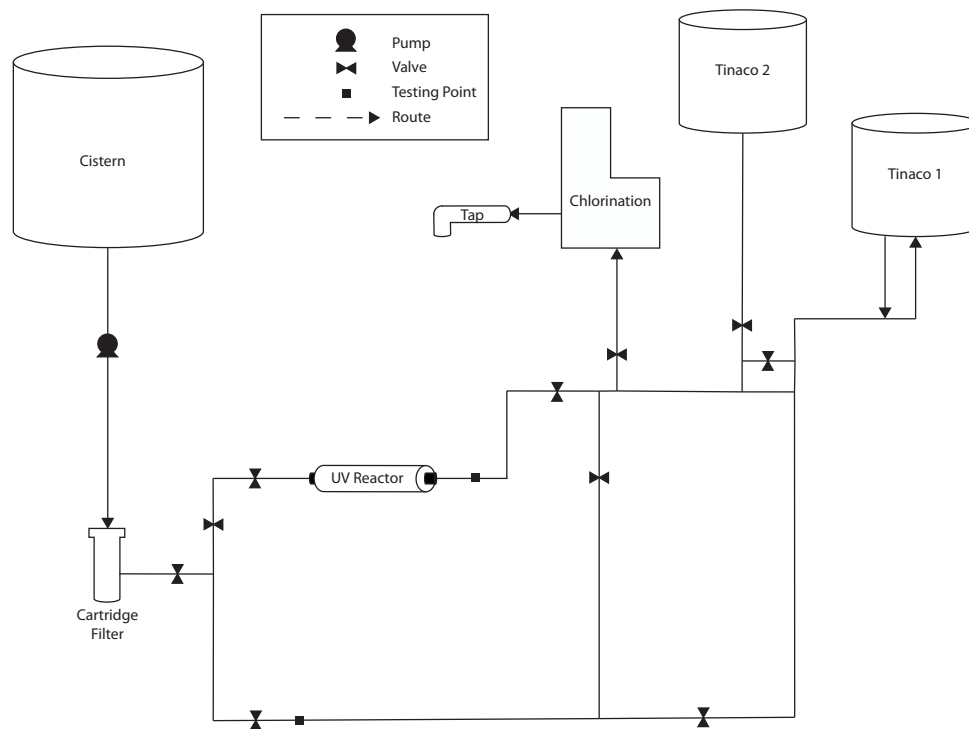 Pump
Valve
Testing Point
Route
Tinaco 2
Tinaco 1
Cistern
Chlorination
Tap
UV Reactor
Cartridge
Filter